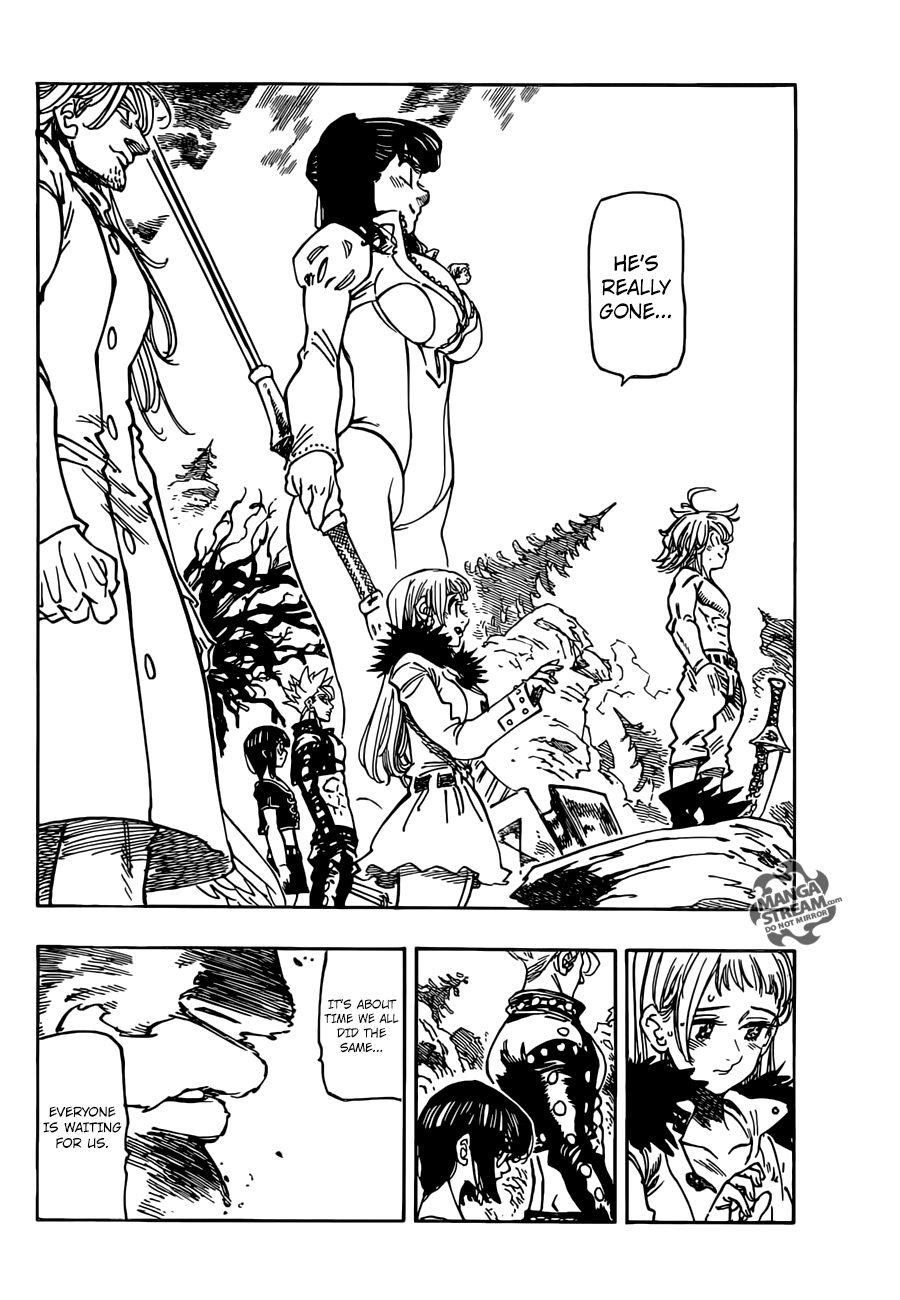 HE'S
REALLY
GONE...
MANGA
STREAM.com
DO NOT MIRROR
IT'S ABOUT
TIME WE ALL
DID THE
SAME...
EVERYONE
IS WAITING
FOR US.